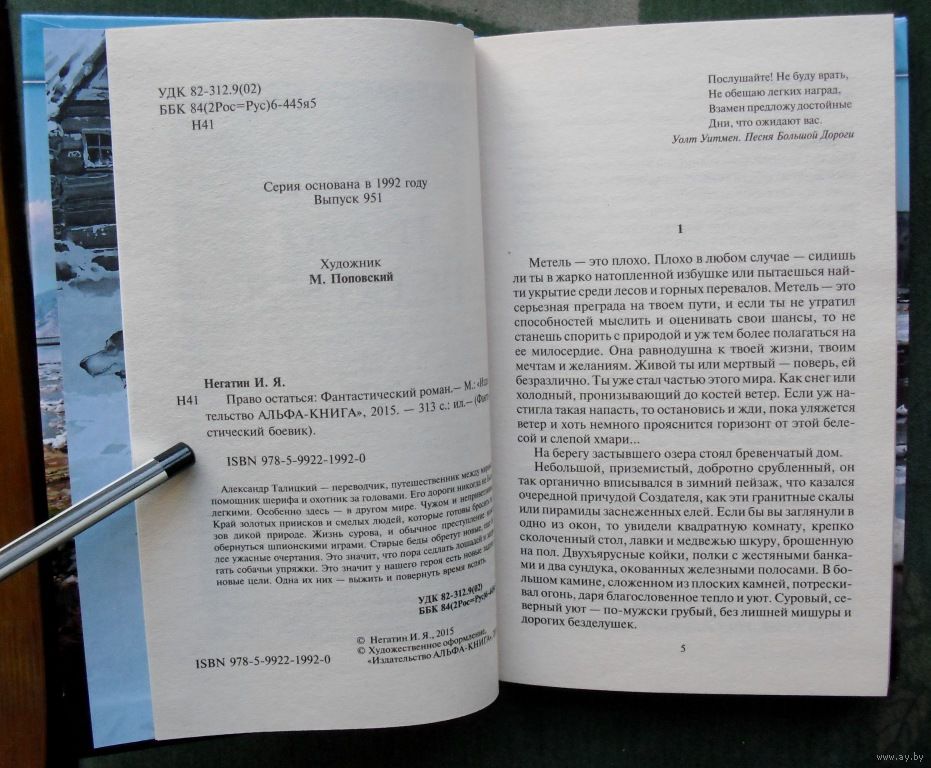 УДК 82-312.9(02)
ББК 84(2Рос=Рус)6-445я5
Н41
Серия основана в 1992 году
Выпуск 951
Художник
М. Поповский
Негатин И. Я.
Н41 Право остаться: Фантастический роман.— М.: «Изда
тельство АЛЬФА-КНИГА», 2015. — 313 с.: ил.— (Фант
стический боевик).
ISBN 978-5-9922-1992-0
Александр Талицкий — переводчик, путешественник между
помощник шерифа и охотник за головами. Его дороги никогда не
легкими. Особенно здесь — в другом мире. Чужом и
Край золотых приисков и смелых людей, которые готовы
зов дикой природе. Жизнь сурова, и обычное преступление
обернуться шпионскими играми. Старые беды обретут новые,
лее ужасные очертания. Это значит, что пора седлать лошадей и
гать собачьи упряжки. Это значит у нашего героя есть новые
новые цели. Одна их них — выжить и повернуть время вспять.
УДК 82-312.9(02)
ББК 84(2Рос=Рус)6-445
© Негатин И. Я., 2015
© Художественное оформление,
«Издательство АЛЬФА-КНИГА»,
ISBN 978-5-9922-1992-0
Послушайте! Не буду врать,
Не обещаю легких наград,
Взамен предложу достойные
Дни, что ожидают вас.
Уолт Уитмен. Песня Большой Дороги
1
Метель — это плохо. Плохо в любом случае — сидишь
ли ты в жарко натопленной избушке или пытаешься най-
ти укрытие среди лесов и горных перевалов. Метель — это
серьезная преграда на твоем пути, и если ты не утратил
способностей мыслить и оценивать свои шансы, то не
станешь спорить с природой и уж тем более полагаться на
ее милосердие. Она равнодушна к твоей жизни, твоим
мечтам и желаниям. Живой ты или мертвый — поверь, ей
безразлично. Ты уже стал частью этого мира. Как снег или
холодный, пронизывающий до костей ветер. Если уж на-
стигла такая напасть, то остановись и жди, пока уляжется
ветер и хоть немного прояснится горизонт от этой беле-
сой и слепой хмари...
На берегу застывшего озера стоял бревенчатый дом.
Небольшой, приземистый, добротно срубленный, он
так органично вписывался в зимний пейзаж, что казался
очередной причудой Создателя, как эти гранитные скалы
или пирамиды заснеженных елей. Если бы вы заглянули в
одно из окон, то увидели квадратную комнату, крепко
сколоченный стол, лавки и медвежью шкуру, брошенную
на пол. Двухъярусные койки, полки с жестяными банка-
ми и два сундука, окованных железными полосами. В бо-
льшом камине, сложенном из плоских камней, потрески-
вал огонь, даря благословенное тепло и уют. Суровый, се-
верный уют — по-мужски грубый, без лишней мишуры и
дорогих безделушек.
5
www.ay.by